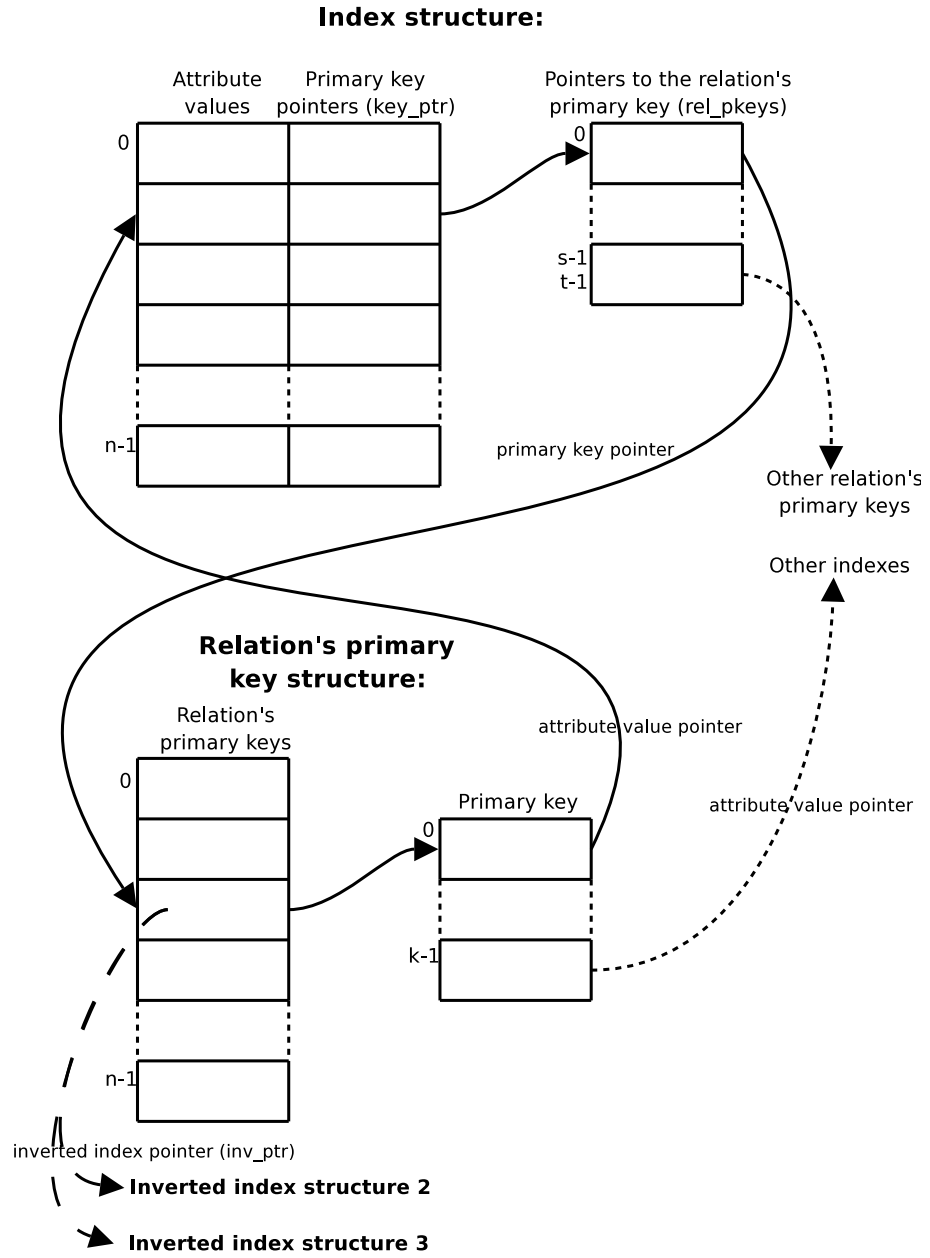 Index structure:
Attribute
values
Primary key
pointers (key_ptr)
Pointers to the relation's
primary key (rel_pkeys)
0
0
s-1
t-1
n-1
primary key pointer
Other relation's
primary keys
Other indexes
Relation's primary
key structure:
Relation's
primary keys
attribute value pointer
0
Primary key
attribute value pointer
0
k-1
n-1
inverted index pointer (inv_ptr)
Inverted index structure 2
Inverted index structure 3